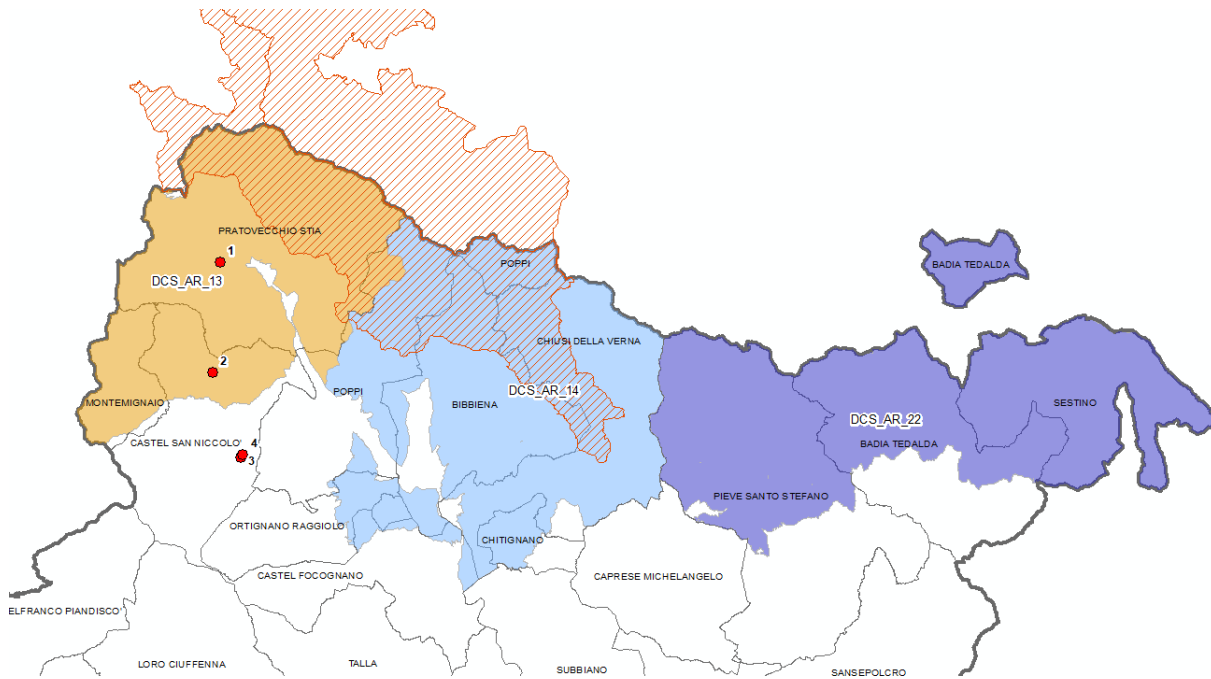 PRATOVECCHIO STIA
1
DCS_AR_13
POPPI
BADIA TEDALDA
CHIUSI DELLA VERNA
2
MONTEMIGNAIO
POPPI
DCS_AR_14
BIBBIENA
SESTINO
DCS_AR_22
BADIA TEDALDA
CASTEL SAN NICCOLO'
4
3
PIEVE SANTO STEFANO
ORTIGNANO RAGGIOLO
CHITIGNANO
CASTEL FOCOGNANO
CAPRESE MICHELANGELO
ELFRANCO PIANDISCO'
LORO CIUFFENNA
TALLA
SUBBIANO
SANSEPOLCRO